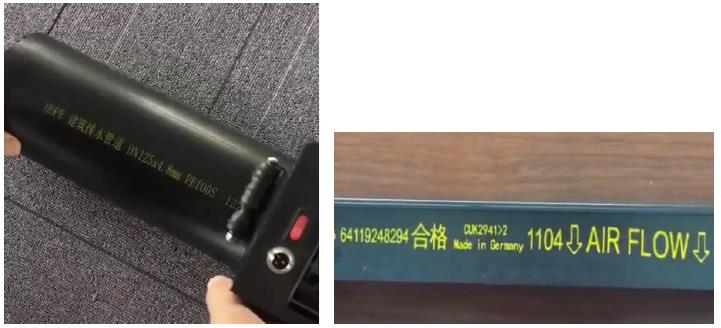 HDPE 建筑排水管道 DN125x4.8mm PE100S
64119248294 合格 CUK2941>2 1104 ⇩ AIR FLOW ⇩
Made in Germany